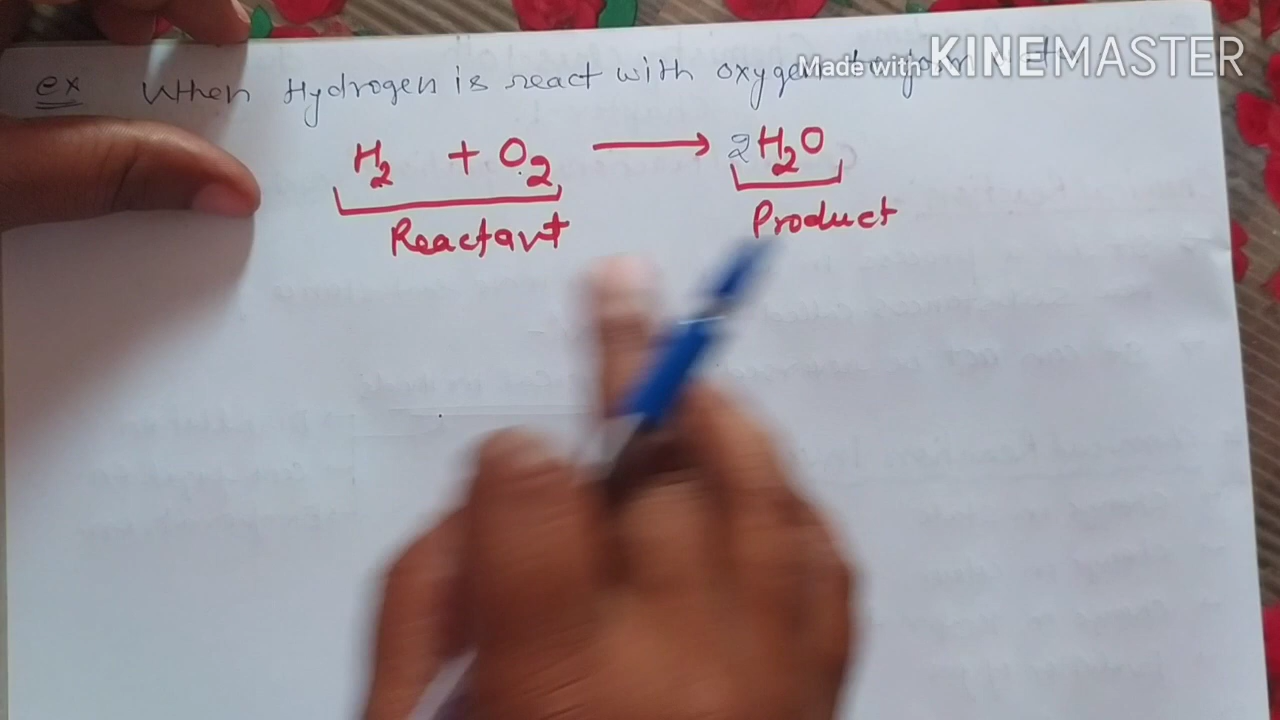 ex When Hydrogen is react with oxygen
Made with KINEMASTER
H2 + O2 ⟶ 2H2O
Reactant Product